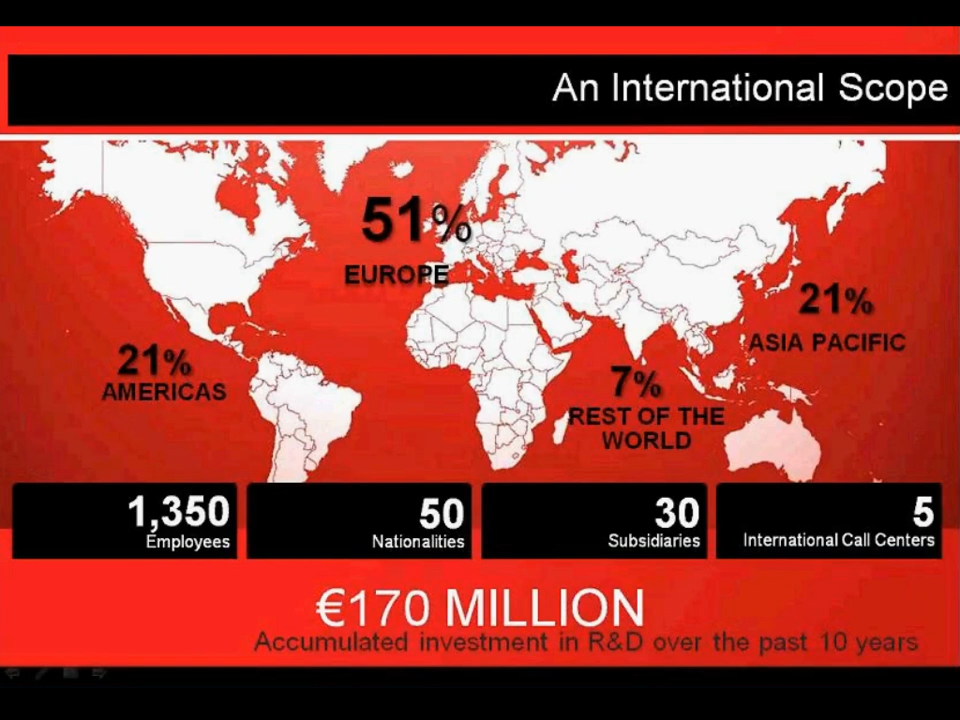 An International Scope
51%
EUROPE
21%
ASIA PACIFIC
21%
AMERICAS
7%
REST OF THE
WORLD
1,350
Employees
50
Nationalities
30
Subsidiaries
5
International Call Centers
€170 MILLION
Accumulated investment in R&D over the past 10 years